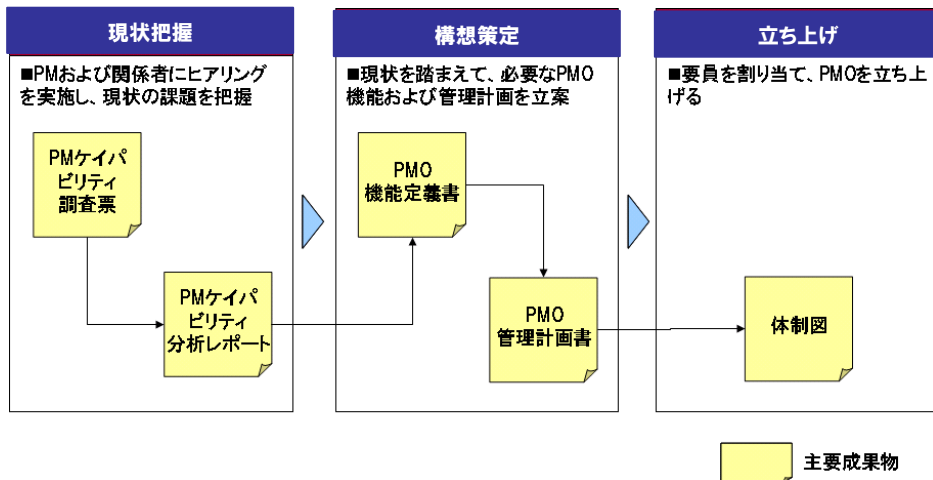 現状把握
■PMおよび関係者にヒアリング
を実施し、現状の課題を把握
PMケイパ
ビリティ
調査票
PMケイパ
ビリティ
分析レポート
構想策定
■現状を踏まえて、必要なPMO
機能および管理計画を立案
PMO
機能定義書
PMO
管理計画書
立ち上げ
■要員を割り当て、PMOを立ち上
げる
体制図
主要成果物